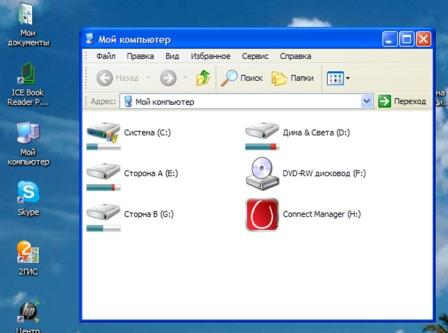 Мои
документы
ICE Book
Reader P...
Мой
компьютер
Skype
2ГИС
Центр
Мой компьютер
Файл Правка Вид Избранное Сервис Справка
Назад Поиск Папки
Адрес: Мой компьютер Переход
Система (C:) Дима & Света (D:)
Сторона A (E:) DVD-RW дисковод (F:)
Сторна B (G:) Connect Manager (H:)